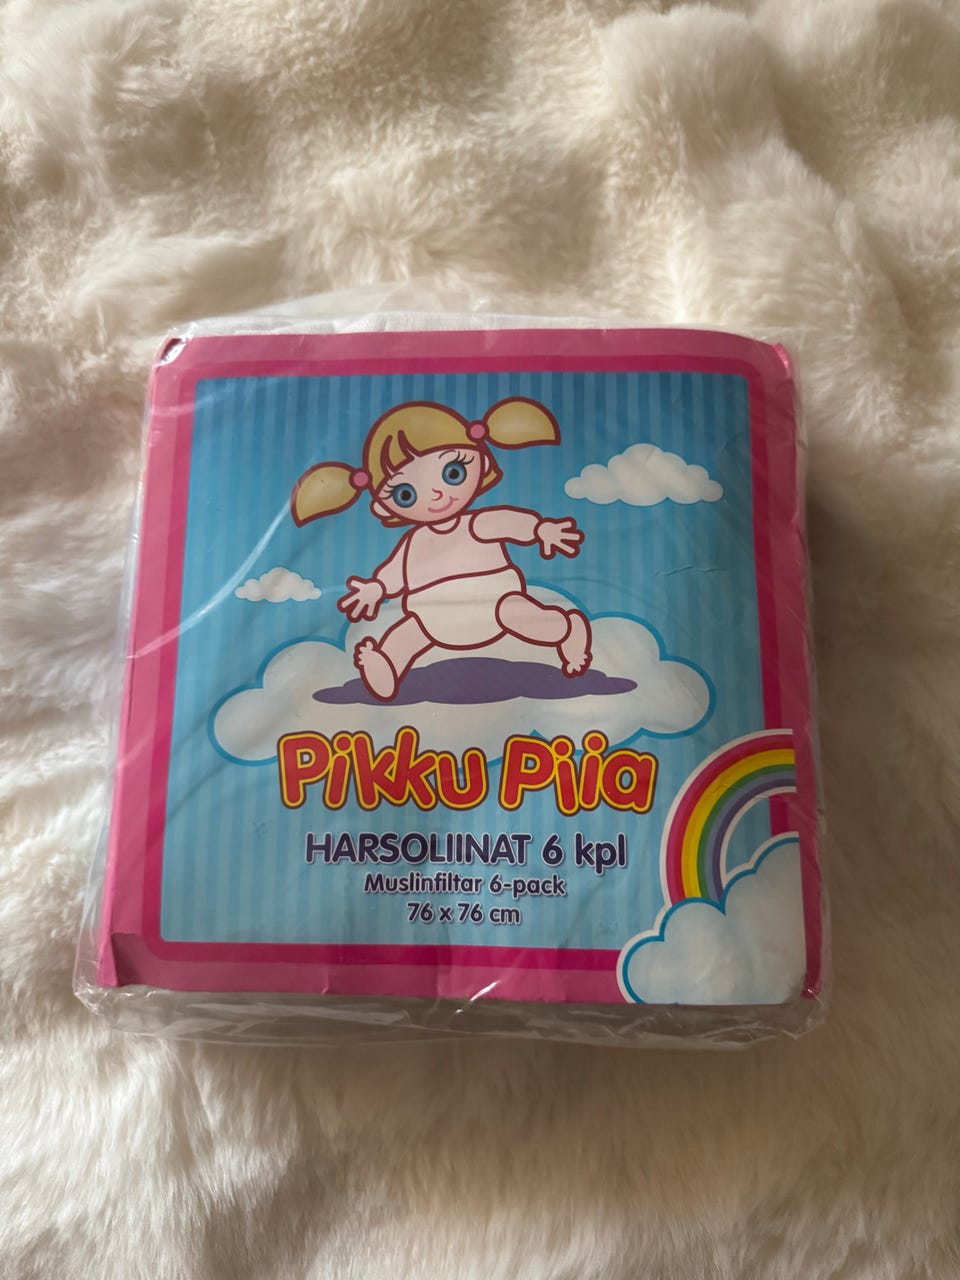 Pikku Piia
HARSOLIINAT 6 kpl
Muslinfiltar 6-pack
76 x 76 cm